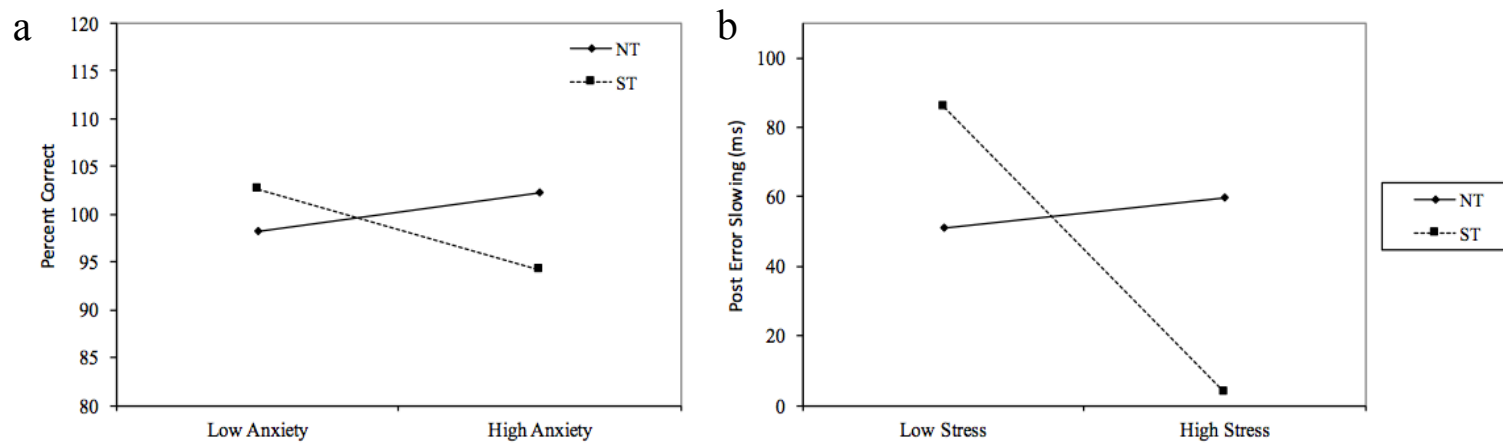 a
Percent Correct
120
115
110
105
100
95
90
85
80
NT
ST
Low Anxiety
High Anxiety
b
Post Error Slowing (ms)
100
80
60
40
20
0
Low Stress
High Stress
NT
ST